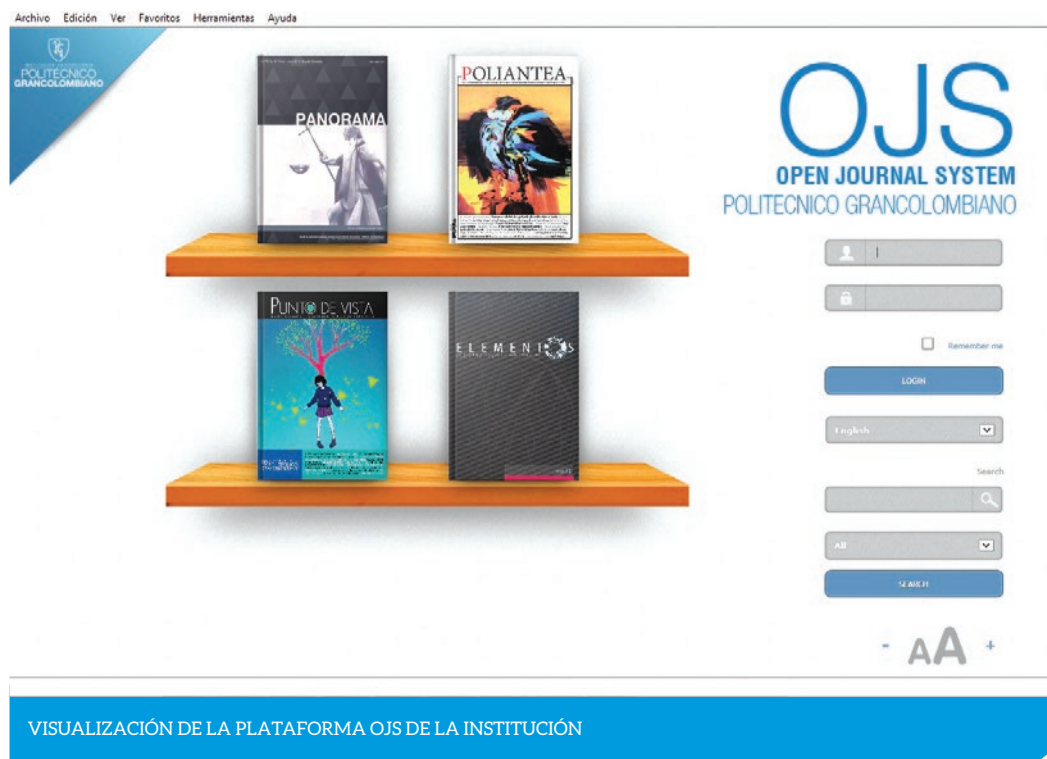 Archivo Edición Ver Favoritos Herramientas Ayuda
POLITÉCNICO
GRANCOLOMBIANO
PANORAMA
POLIANTEA
PUNTO DE VISTA
ELEMENTOS
OJS
OPEN JOURNAL SYSTEM
POLITECNICO GRANCOLOMBIANO
Remember me
LOGIN
English
Search
All
SEARCH
- AA +
VISUALIZACIÓN DE LA PLATAFORMA OJS DE LA INSTITUCIÓN